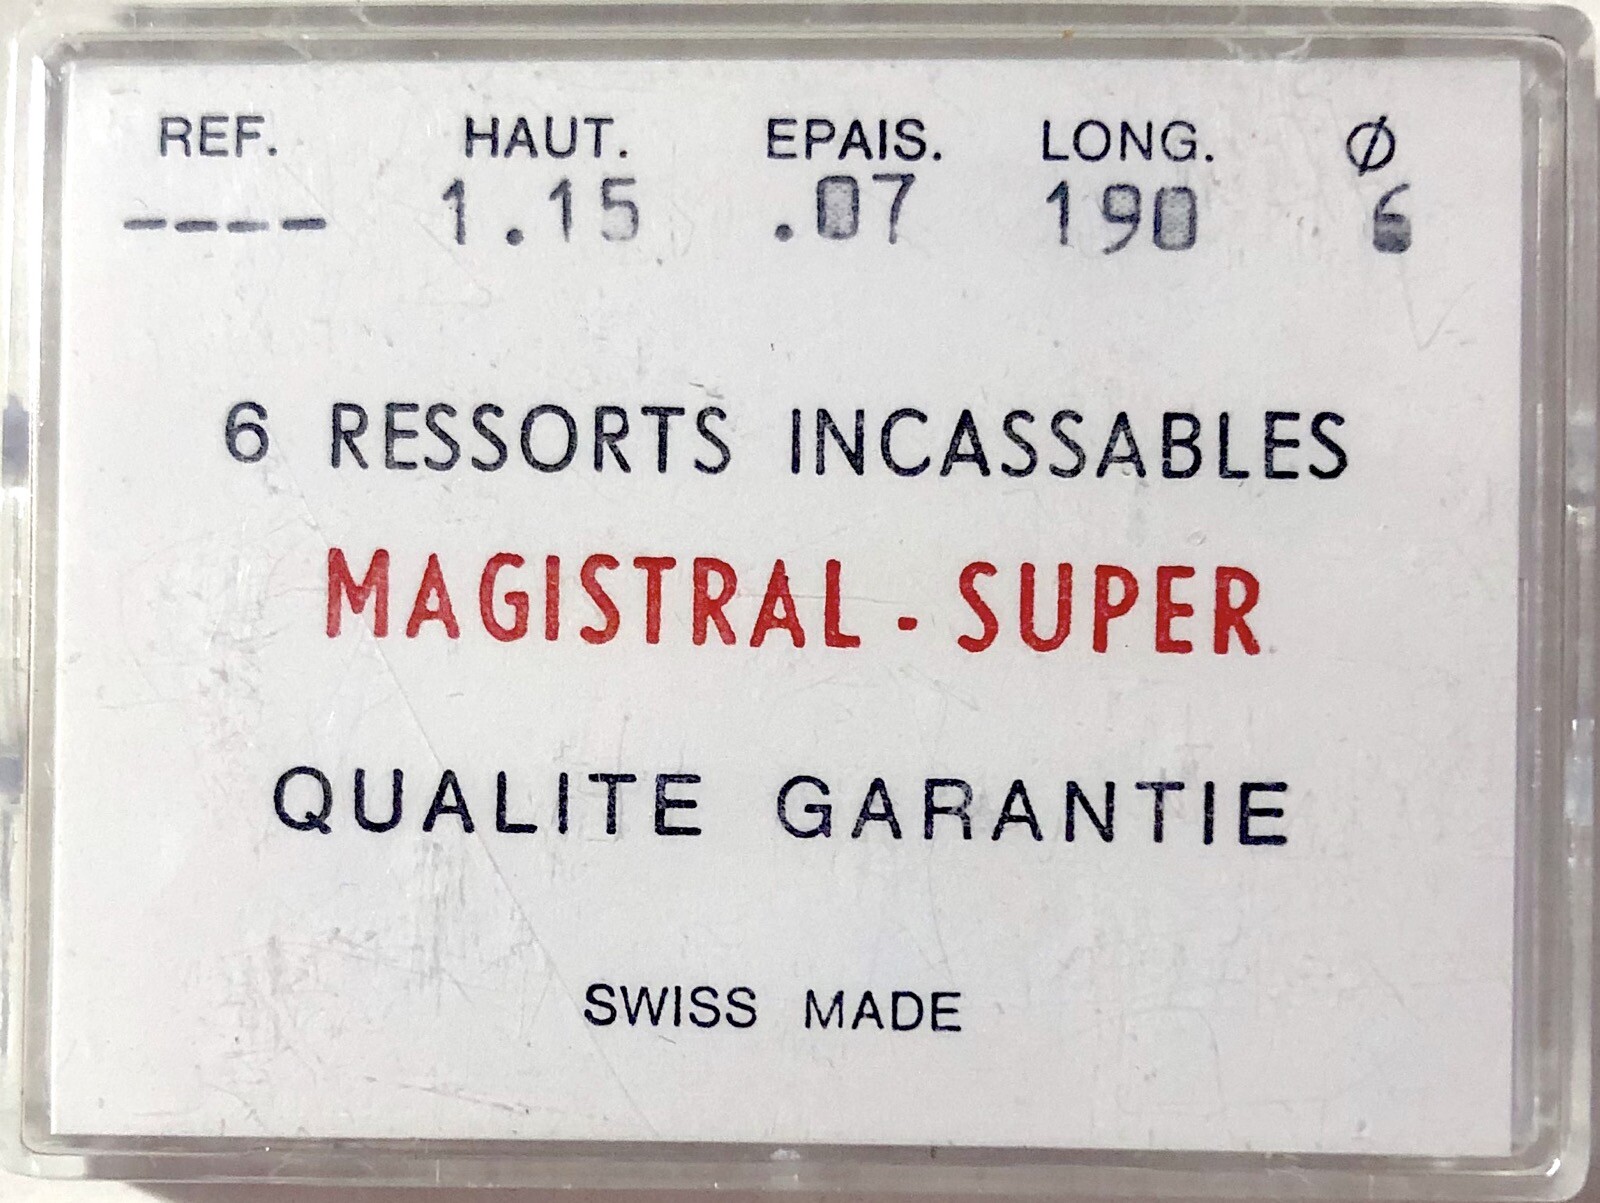 REF. HAUT. EPAIS. LONG. Ø
---- 1.15 .07 190 6
6 RESSORTS INCASSABLES
MAGISTRAL - SUPER
QUALITE GARANTIE
SWISS MADE